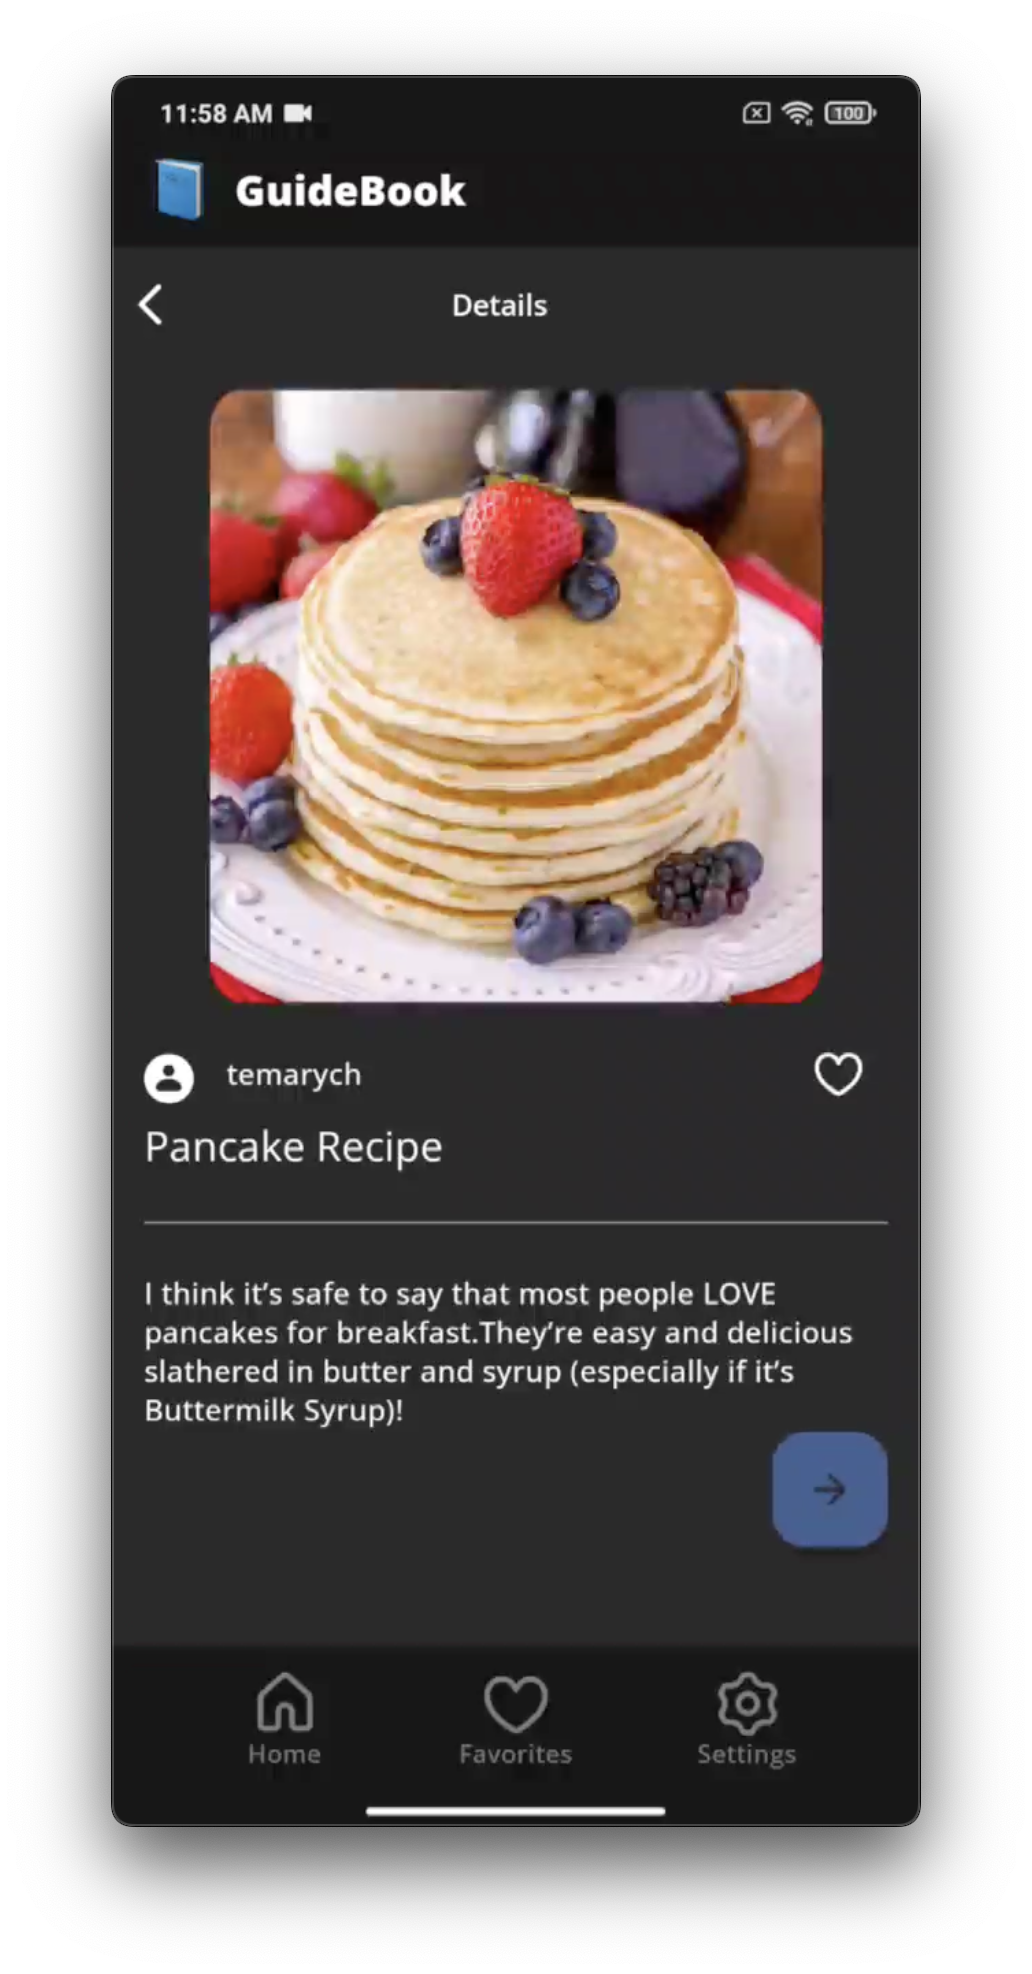 11:58 AM
100
GuideBook
Details
temarych
Pancake Recipe
I think it’s safe to say that most people LOVE
pancakes for breakfast.They’re easy and delicious
slathered in butter and syrup (especially if it’s
Buttermilk Syrup)!
Home
Favorites
Settings